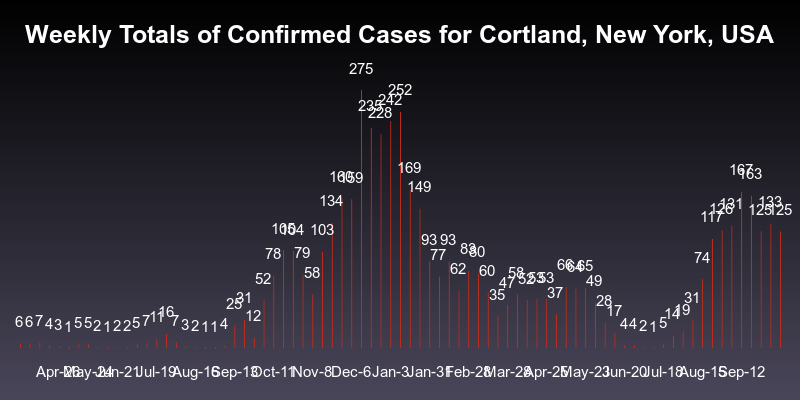 Weekly Totals of Confirmed Cases for Cortland, New York, USA
6 6 7 4 3 1 5 5 2 1 2 2 5 7 11 16 7 3 2 1 1 4 25 31 12 52 78 105 104 79 58 103 134 160 159 275 235 228 242 252 169 149 93 77 93 62 83 80 60 35 47 58 52 53 53 37 66 64 65 49 28 17 4 4 2 1 5 14 19 31 74 117 126 131 167 163 125 133 125
Apr-26 May-24 Jun-21 Jul-19 Aug-16 Sep-13 Oct-11 Nov-8 Dec-6 Jan-3 Jan-31 Feb-28 Mar-28 Apr-25 May-23 Jun-20 Jul-18 Aug-15 Sep-12